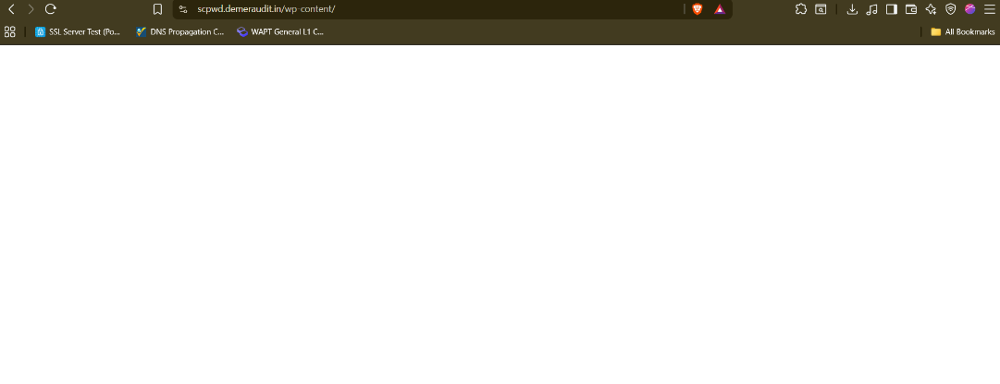 scpwd.demeraudit.in/wp-content/
SSL Server Test (Po...
DNS Propagation C...
WAPT General L1 C...
All Bookmarks